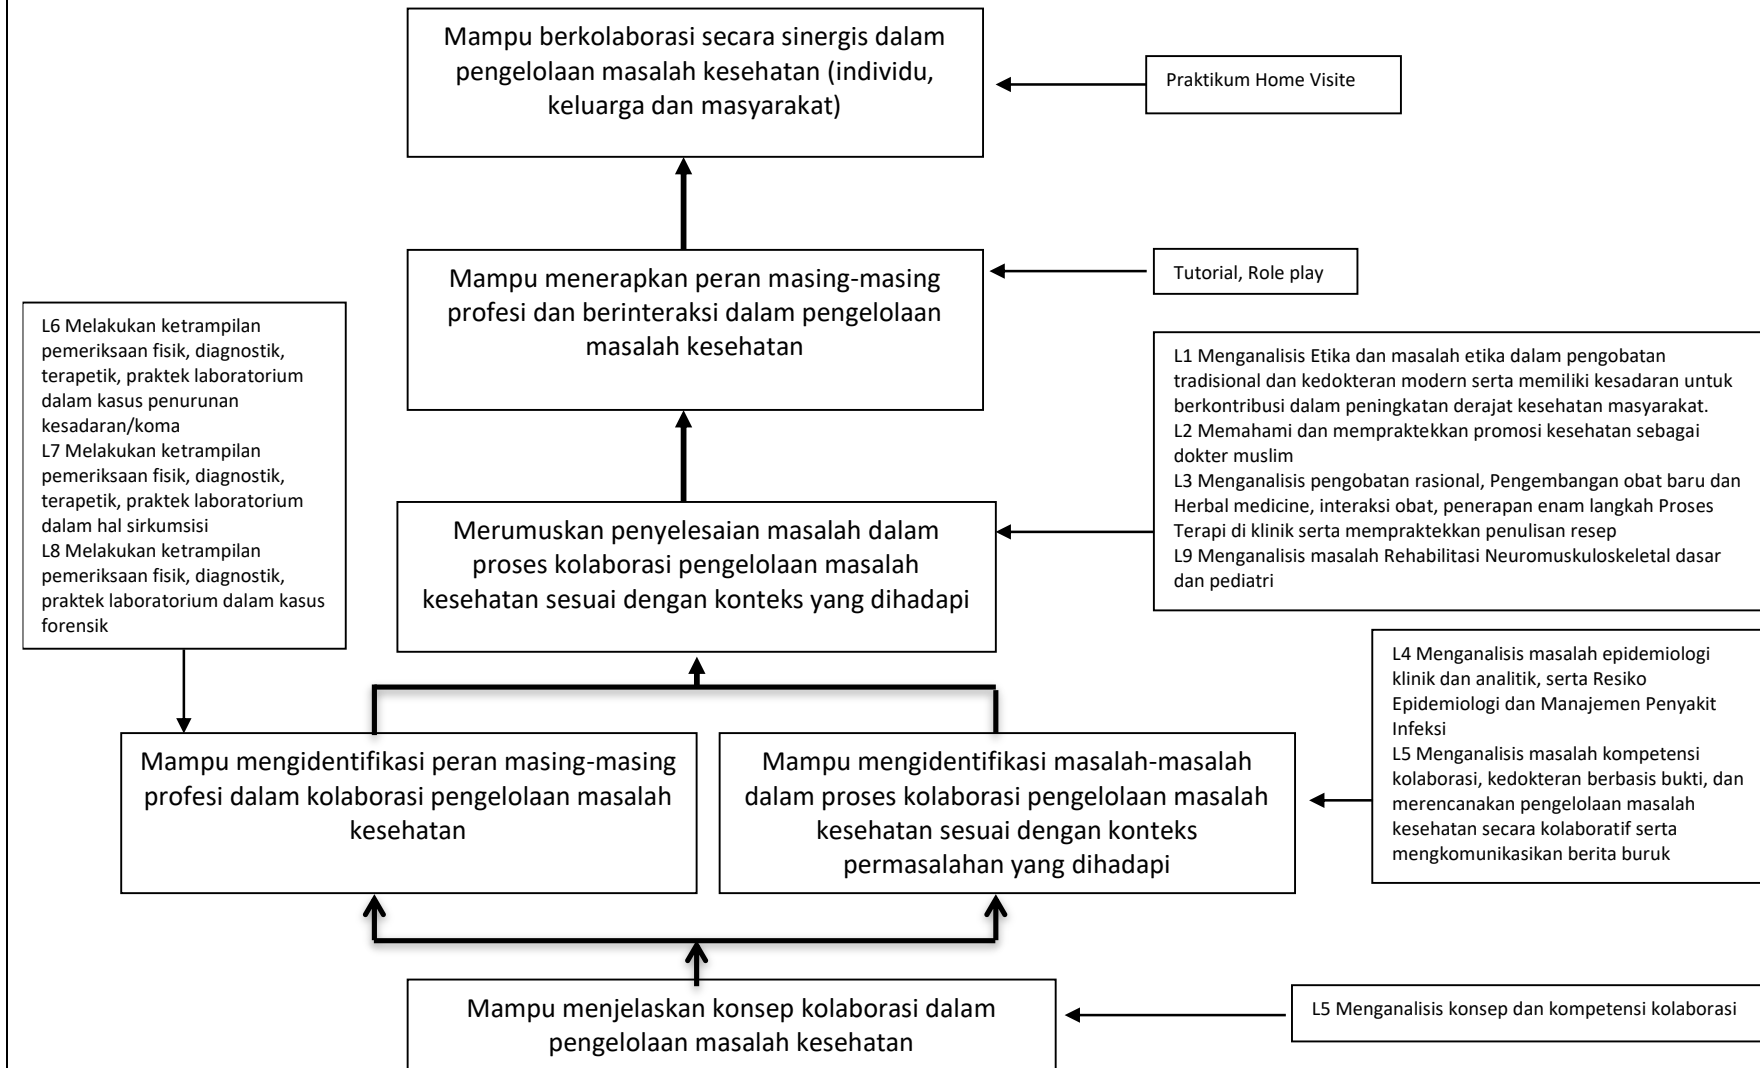 Mampu berkolaborasi secara sinergis dalam
pengelolaan masalah kesehatan (individu,
keluarga dan masyarakat)
Praktikum Home Visite
Mampu menerapkan peran masing-masing
profesi dan berinteraksi dalam pengelolaan
masalah kesehatan
Tutorial, Role play
L6 Melakukan ketrampilan
pemeriksaan fisik, diagnostik,
terapetik, praktek laboratorium
dalam kasus penurunan
kesadaran/koma
L7 Melakukan ketrampilan
pemeriksaan fisik, diagnostik,
terapetik, praktek laboratorium
dalam hal sirkumsisi
L8 Melakukan ketrampilan
pemeriksaan fisik, diagnostik,
praktek laboratorium dalam kasus
forensik
L1 Menganalisis Etika dan masalah etika dalam pengobatan
tradisional dan kedokteran modern serta memiliki kesadaran untuk
berkontribusi dalam peningkatan derajat kesehatan masyarakat.
L2 Memahami dan mempraktekkan promosi kesehatan sebagai
dokter muslim
L3 Menganalisis pengobatan rasional, Pengembangan obat baru dan
Herbal medicine, interaksi obat, penerapan enam langkah Proses
Terapi di klinik serta mempraktekkan penulisan resep
L9 Menganalisis masalah Rehabilitasi Neuromuskuloskeletal dasar
dan pediatri
Merumuskan penyelesaian masalah dalam
proses kolaborasi pengelolaan masalah
kesehatan sesuai dengan konteks yang dihadapi
L4 Menganalisis masalah epidemiologi
klinik dan analitik, serta Resiko
Epidemiologi dan Manajemen Penyakit
Infeksi
L5 Menganalisis masalah kompetensi
kolaborasi, kedokteran berbasis bukti, dan
merencanakan pengelolaan masalah
kesehatan secara kolaboratif serta
mengkomunikasikan berita buruk
Mampu mengidentifikasi peran masing-masing
profesi dalam kolaborasi pengelolaan masalah
kesehatan
Mampu mengidentifikasi masalah-masalah
dalam proses kolaborasi pengelolaan masalah
kesehatan sesuai dengan konteks
permasalahan yang dihadapi
Mampu menjelaskan konsep kolaborasi dalam
pengelolaan masalah kesehatan
L5 Menganalisis konsep dan kompetensi kolaborasi